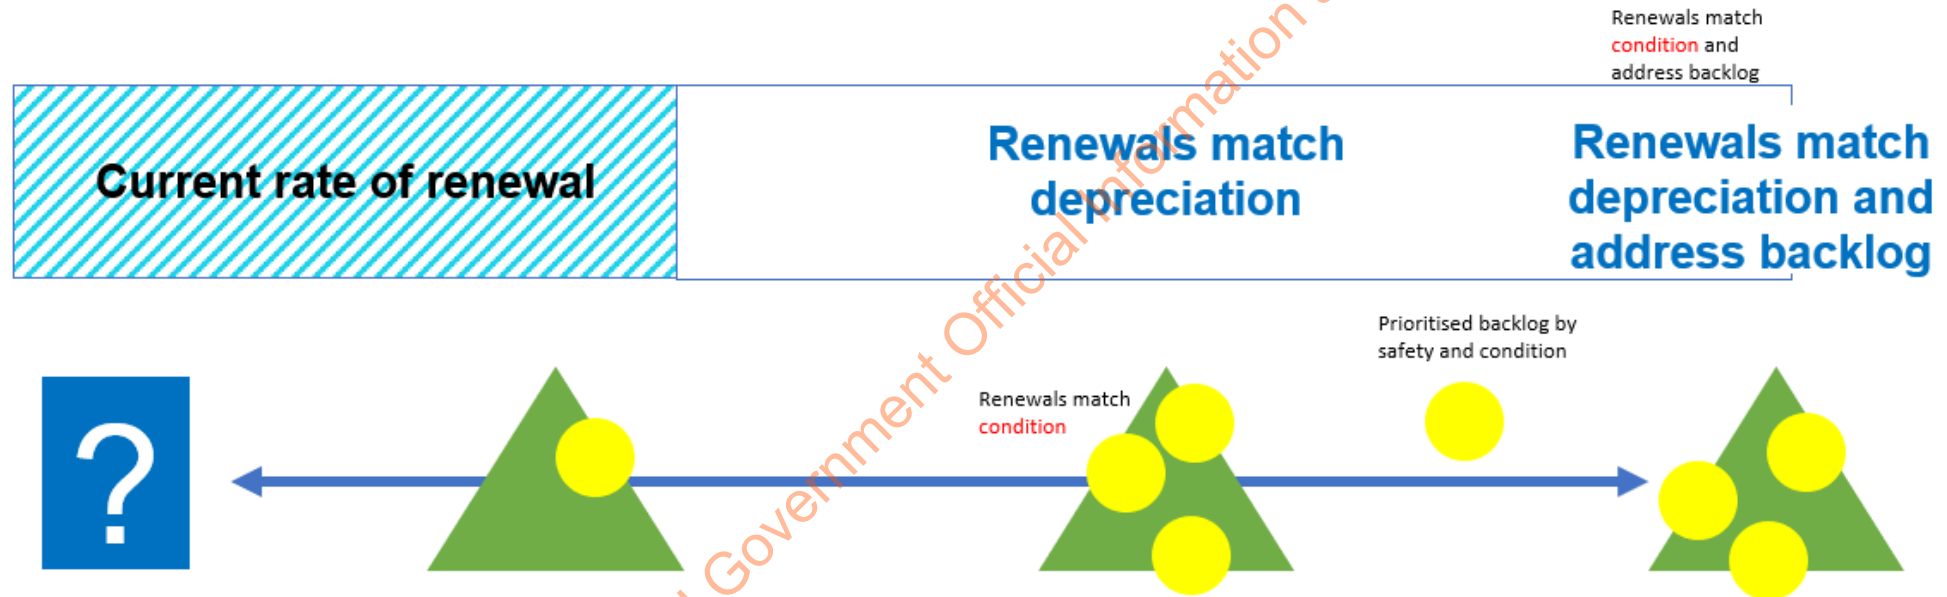 Renewals match
condition and
address backlog
Current rate of renewal
Renewals match
depreciation
Renewals match
depreciation and
address backlog
Prioritised backlog by
safety and condition
Renewals match
condition
?
Government Official Information